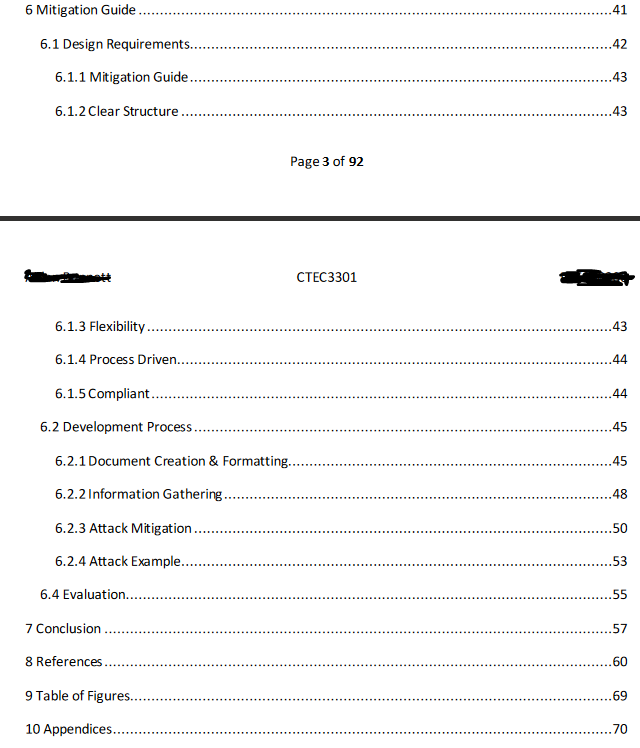 6 Mitigation Guide ........................................................................ 41
6.1 Design Requirements........................................................................ 42
6.1.1 Mitigation Guide ........................................................................ 43
6.1.2 Clear Structure ........................................................................ 43
Page 3 of 92
CTEC3301
6.1.3 Flexibility ........................................................................ 43
6.1.4 Process Driven........................................................................ 44
6.1.5 Compliant ........................................................................ 44
6.2 Development Process ........................................................................ 45
6.2.1 Document Creation & Formatting........................................................................ 45
6.2.2 Information Gathering ........................................................................ 48
6.2.3 Attack Mitigation ........................................................................ 50
6.2.4 Attack Example........................................................................ 53
6.4 Evaluation........................................................................ 55
7 Conclusion ........................................................................ 57
8 References ........................................................................ 60
9 Table of Figures........................................................................ 69
10 Appendices........................................................................ 70